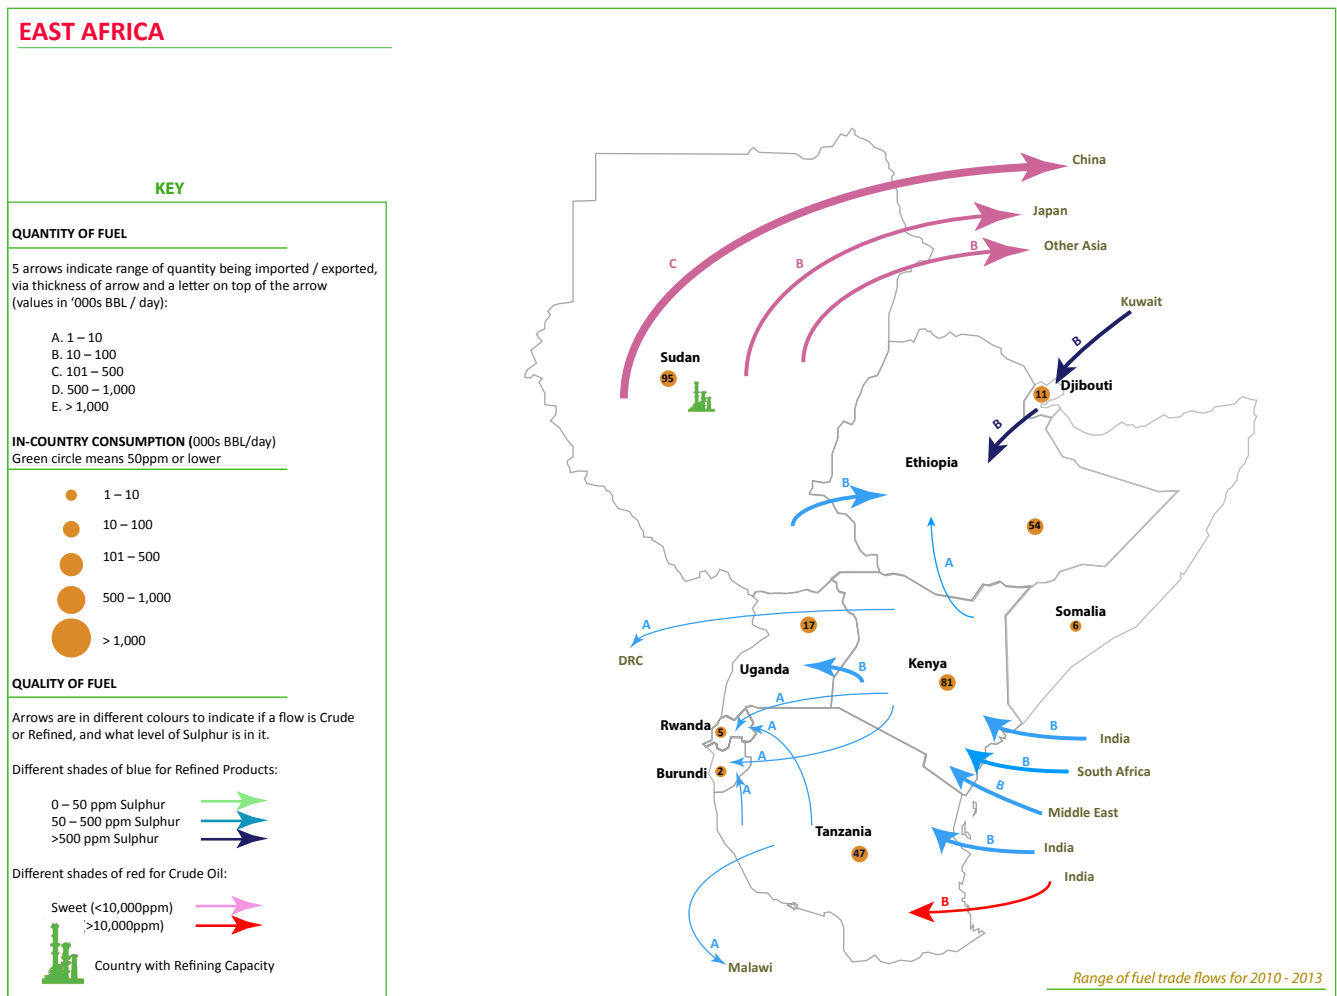 EAST AFRICA
KEY
QUANTITY OF FUEL
5 arrows indicate range of quantity being imported / exported,
via thickness of arrow and a letter on top of the arrow
(values in ‘000s BBL / day):
A. 1 – 10
B. 10 – 100
C. 101 – 500
D. 500 – 1,000
E. > 1,000
IN-COUNTRY CONSUMPTION (000s BBL/day)
Green circle means 50ppm or lower
1 – 10
10 – 100
101 – 500
500 – 1,000
> 1,000
QUALITY OF FUEL
Arrows are in different colours to indicate if a flow is Crude
or Refined, and what level of Sulphur is in it.
Different shades of blue for Refined Products:
0 – 50 ppm Sulphur
50 – 500 ppm Sulphur
>500 ppm Sulphur
Different shades of red for Crude Oil:
Sweet (<10,000ppm)
>10,000ppm)
Country with Refining Capacity
China
Japan
Other Asia
C
B
B
Kuwait
B
Sudan
95
Djibouti
11
B
Ethiopia
B
54
A
Somalia
6
A
17
DRC
Uganda
B
Kenya
81
A
Rwanda
5
A
B
India
A
Burundi
2
A
B
South Africa
B
Middle East
Tanzania
47
B
India
India
B
A
Malawi
Range of fuel trade flows for 2010 - 2013